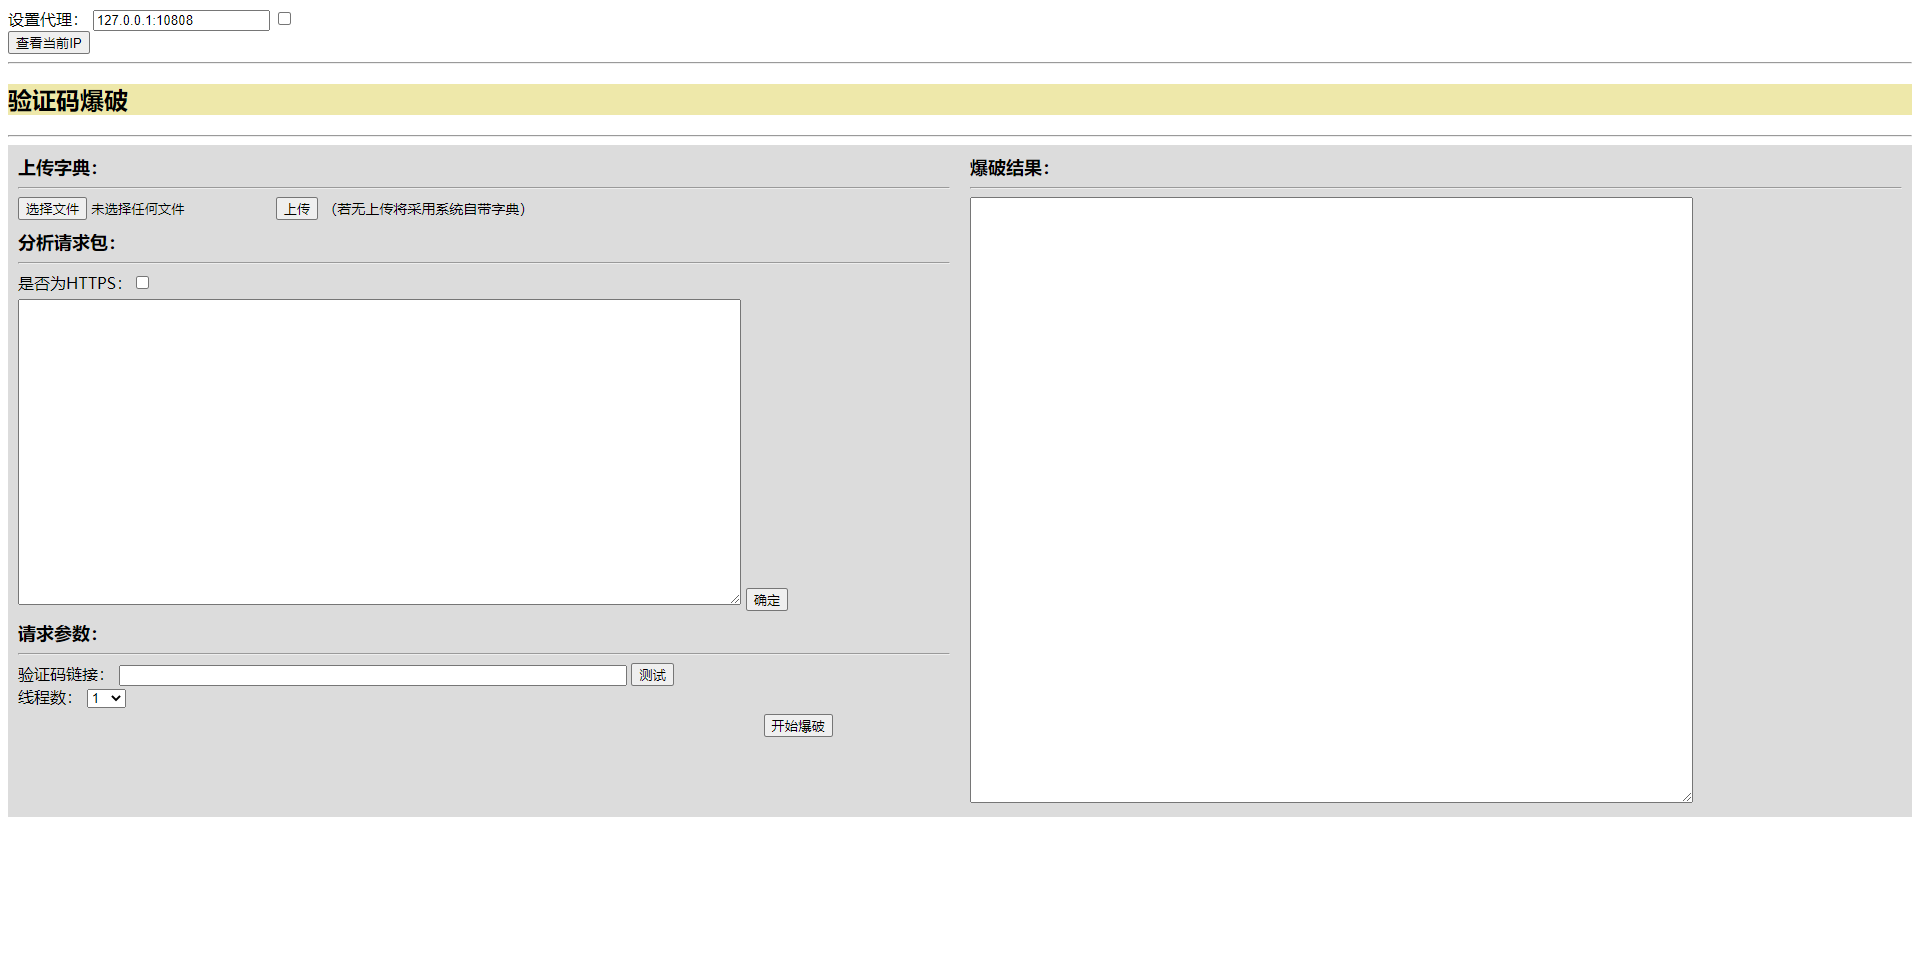 设置代理： 127.0.0.1:10808
查看当前IP
验证码爆破
上传字典：
选择文件 未选择任何文件 上传 （若无上传将采用系统自带字典）
分析请求包：
是否为HTTPS：
确定
请求参数：
验证码链接： 测试
线程数： 1
开始爆破
爆破结果：